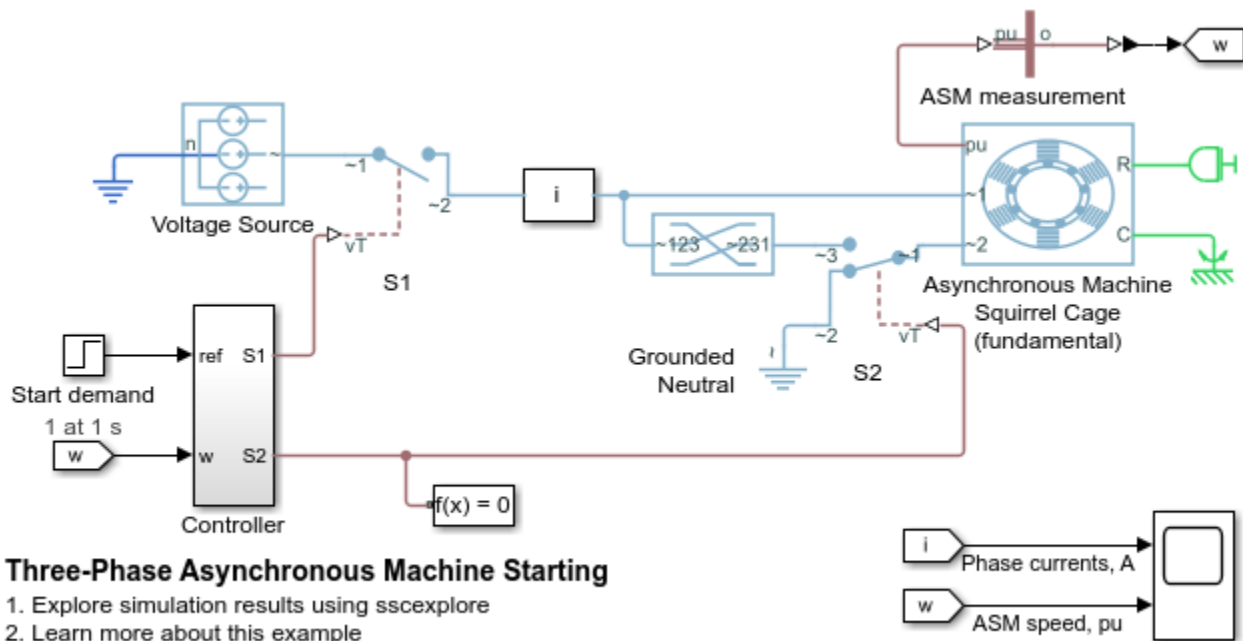 pu
o
w
ASM measurement
n
~
~1
~2
Voltage Source
vT
S1
i
~123
~231
~3
~1
~2
vT
S2
Grounded
Neutral
~
pu
~1
~2
R
C
Asynchronous Machine
Squirrel Cage
(fundamental)
Start demand
1 at 1 s
w
ref
S1
w
S2
Controller
f(x) = 0
i
Phase currents, A
w
ASM speed, pu
Three-Phase Asynchronous Machine Starting
1. Explore simulation results using sscexplore
2. Learn more about this example